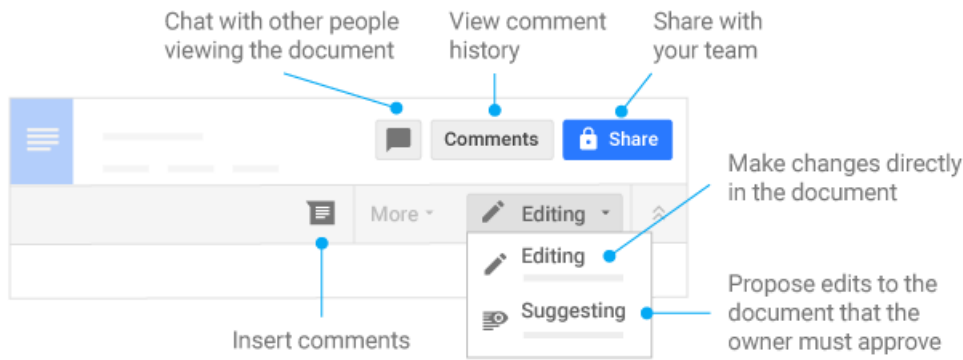 Chat with other people
viewing the document
View comment
history
Share with
your team
Comments
Share
Make changes directly
in the document
More
Editing
Editing
Suggesting
Propose edits to the
document that the
owner must approve
Insert comments